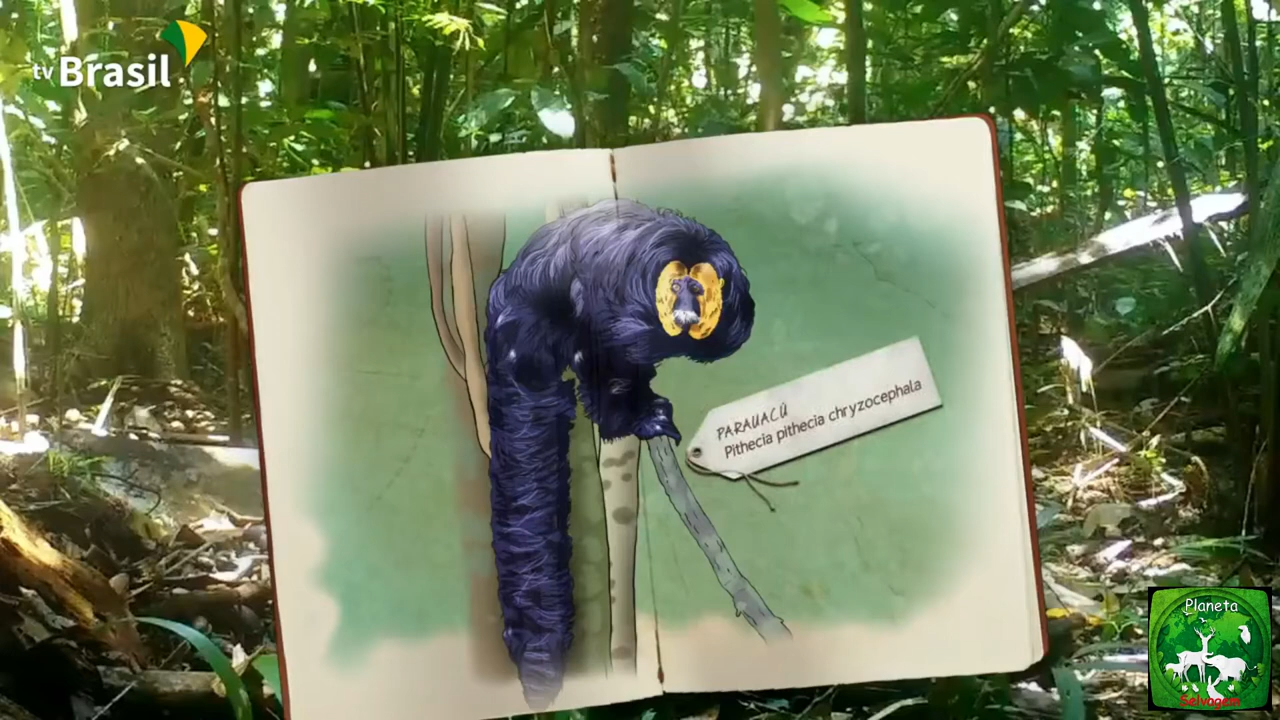 tv Brasil
PARAUACÚ
Pithecia pithecia chryzocephala
Planeta
Selvagem